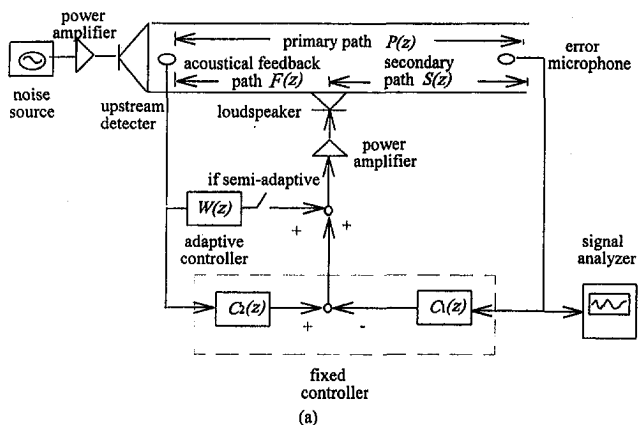 power
amplifier
primary path P(z)
acoustical feedback
path F(z)
secondary
path S(z)
error
microphone
noise
source
upstream
detecter
loudspeaker
power
amplifier
if semi-adaptive
W(z)
+
+
adaptive
controller
signal
analyzer
C2(z)
+
-
C1(z)
fixed
controller
(a)